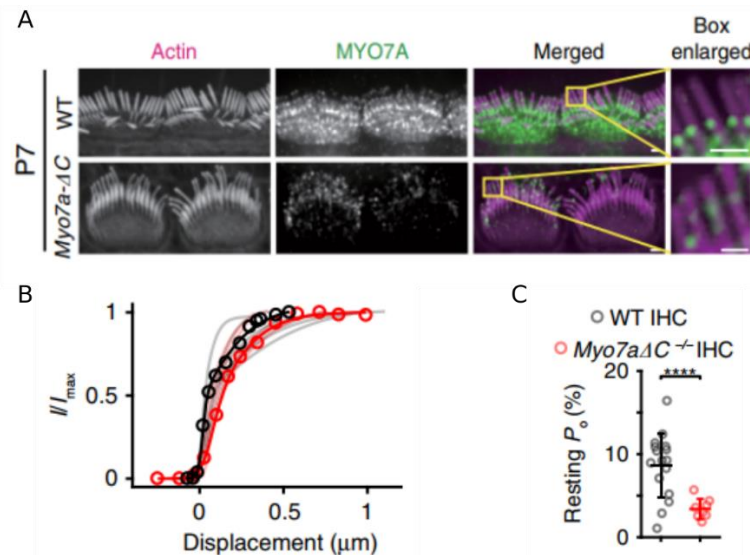 A
Actin MYO7A Merged Box
enlarged
P7
WT
Myo7a-ΔC
B
I/Imax
1
0.5
0
0 0.5 1
Displacement (μm)
C
WT IHC
Myo7aΔC −/− IHC
****
Resting Po (%)
20
10
0